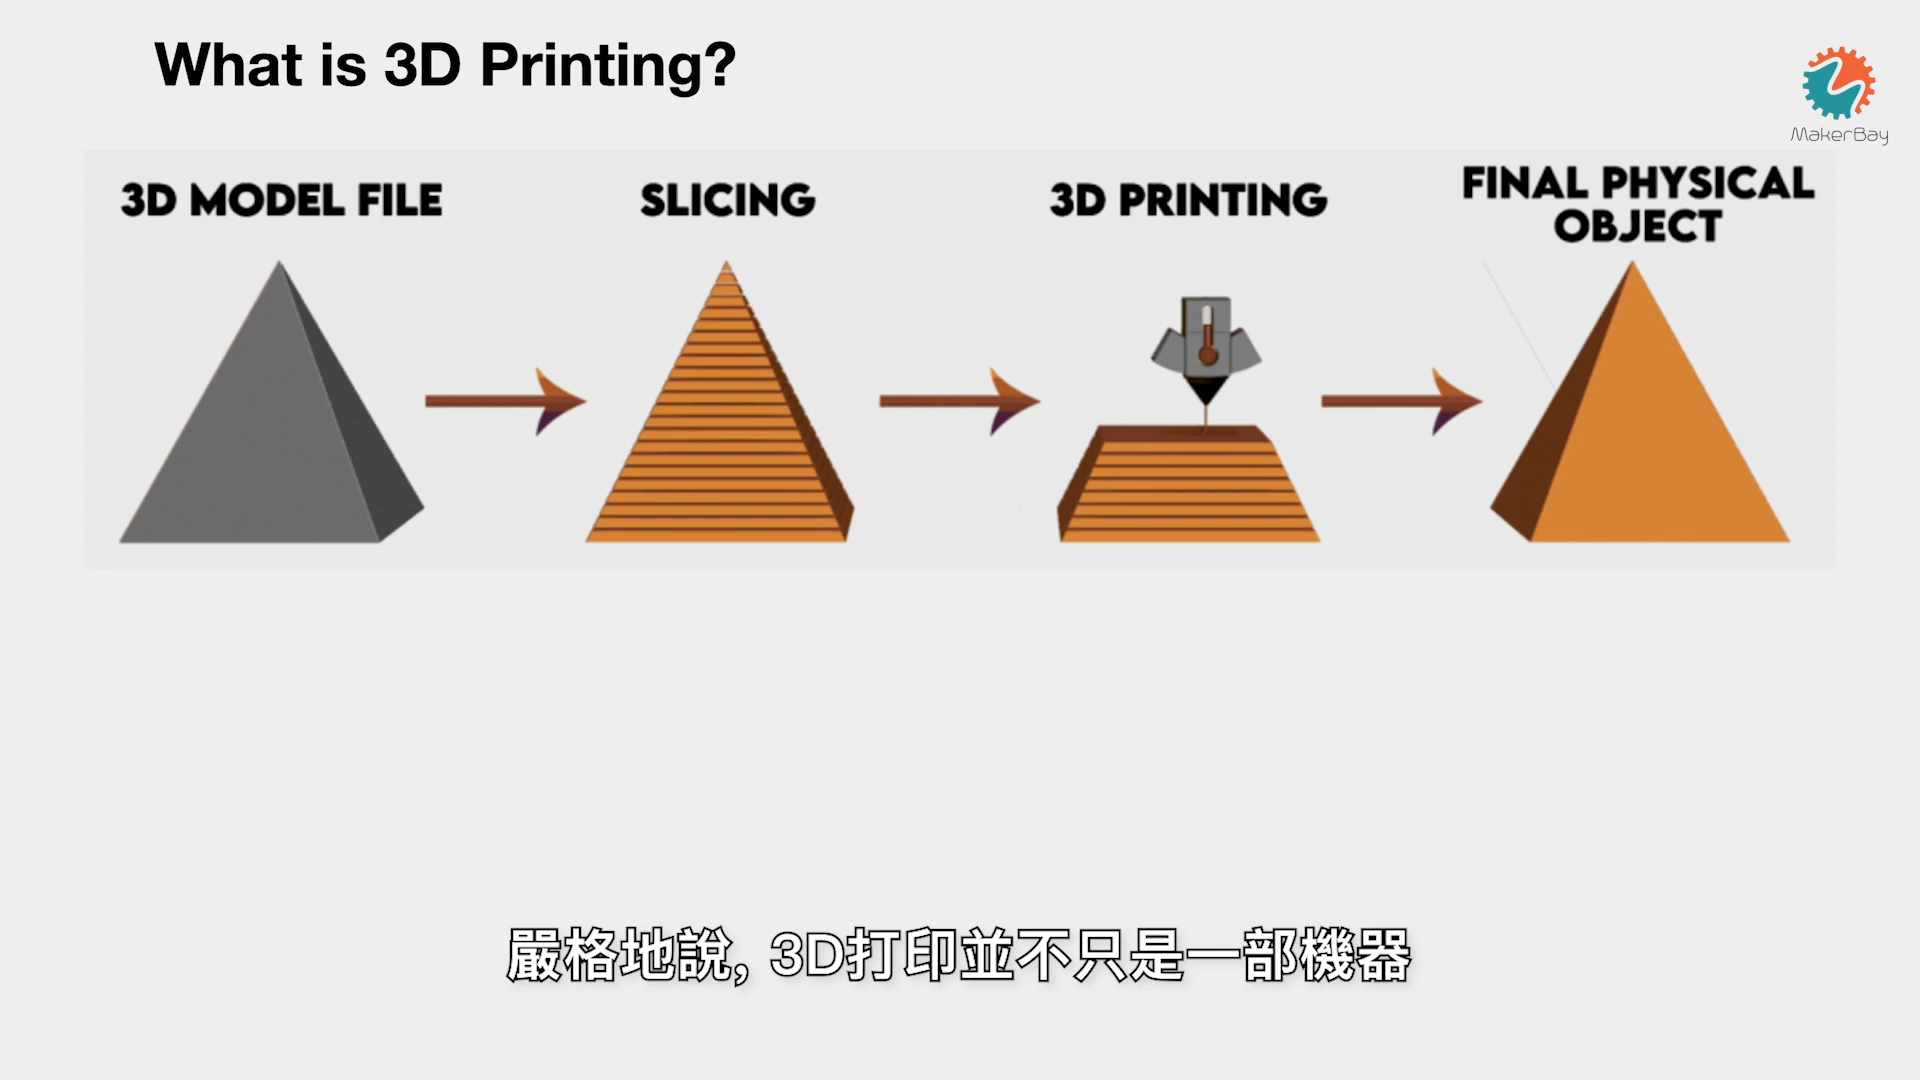 What is 3D Printing?
MakerBay
3D MODEL FILE
SLICING
3D PRINTING
FINAL PHYSICAL
OBJECT
嚴格地說, 3D打印並不只是一部機器